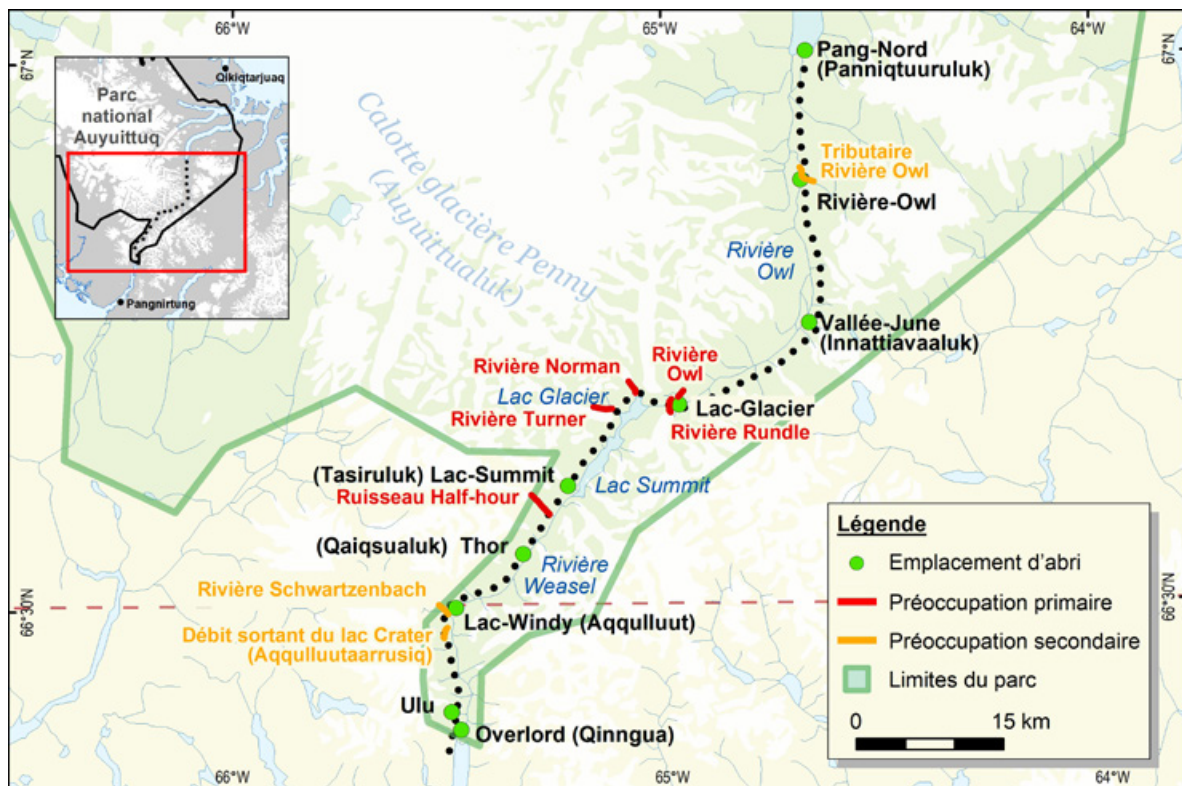 66°W
65°W
64°W
67°N
67°N
Qikiqtarjuaq
Parc
national
Auyuittuq
Pangnirtung
Calotte glacière Penny
(Auyuittualuk)
Pang-Nord
(Panniqtuuruluk)
Tributaire
Rivière Owl
Rivière-Owl
Rivière
Owl
Vallée-June
(Innattiavaaluk)
Rivière Norman
Rivière
Owl
Lac Glacier
Rivière Turner
Lac-Glacier
Rivière Rundle
(Tasiruluk) Lac-Summit
Lac Summit
Ruisseau Half-hour
(Qaiqsualuk) Thor
Rivière
Weasel
Rivière Schwartzenbach
66°30'N
66°30'N
Lac-Windy (Aqqulluut)
Débit sortant du lac Crater
(Aqqulluutaarrusiq)
Ulu
Overlord (Qinngua)
Légende
Emplacement d'abri
Préoccupation primaire
Préoccupation secondaire
Limites du parc
0 15 km
66°W
65°W
64°W